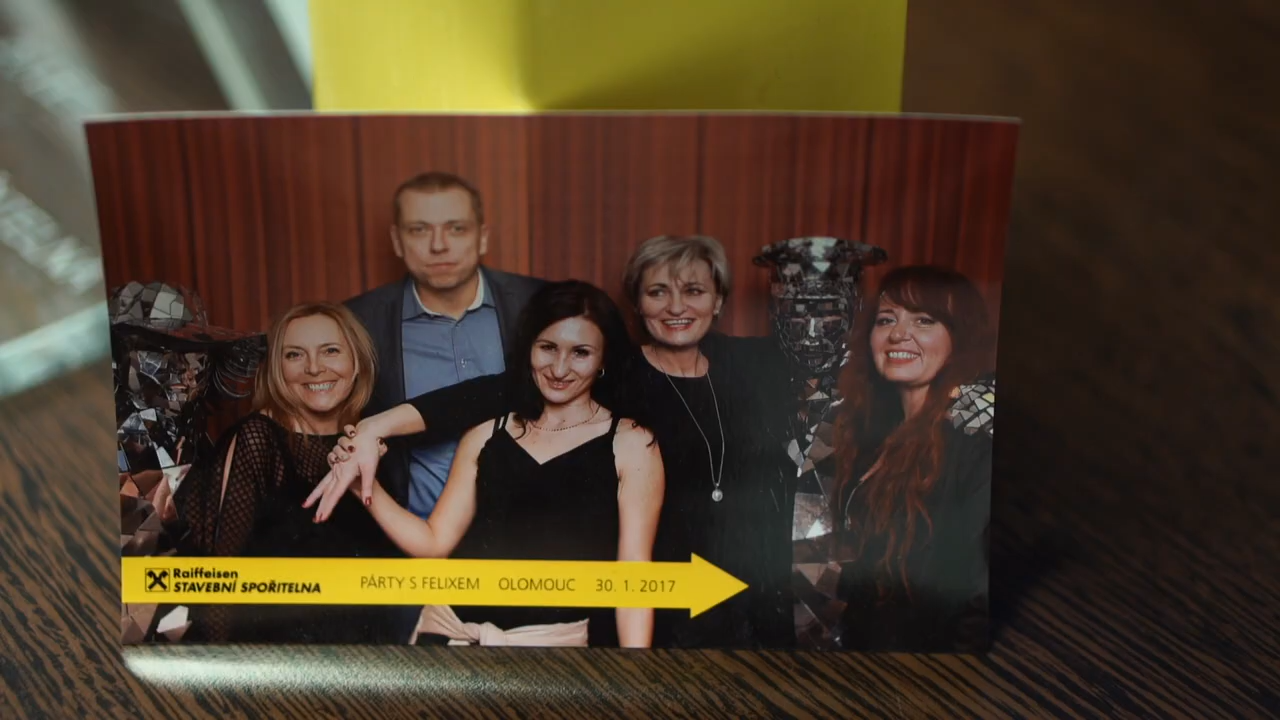 Raiffeisen
STAVEBNÍ SPOŘITELNA
PÁRTY S FELIXEM OLOMOUC 30. 1. 2017